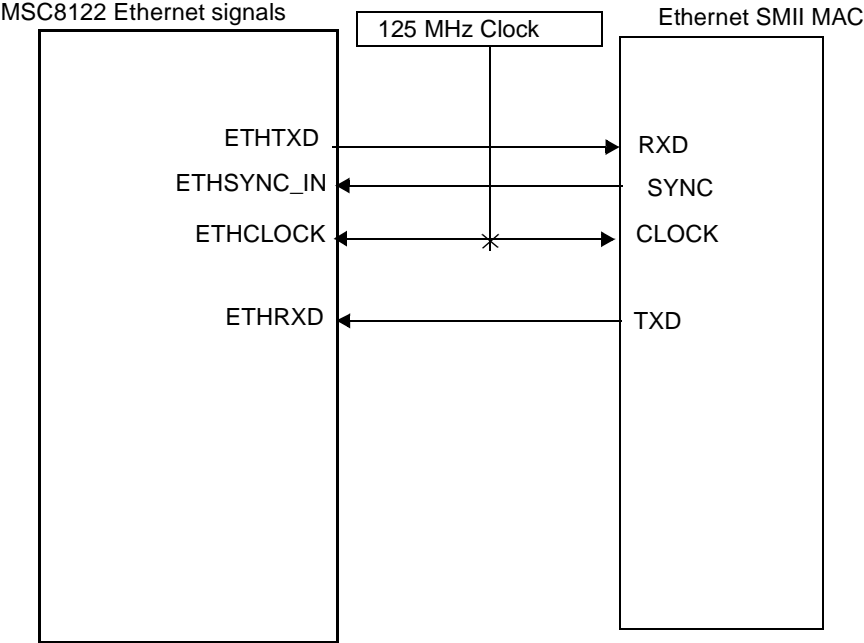 MSC8122 Ethernet signals
125 MHz Clock
Ethernet SMII MAC
ETHTXD
RXD
ETHSYNC_IN
SYNC
ETHCLOCK
CLOCK
ETHRXD
TXD